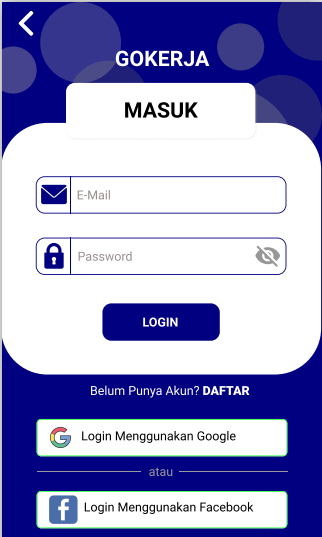 GOKERJA
MASUK
E-Mail
Password
LOGIN
Belum Punya Akun? DAFTAR
Login Menggunakan Google
atau
Login Menggunakan Facebook